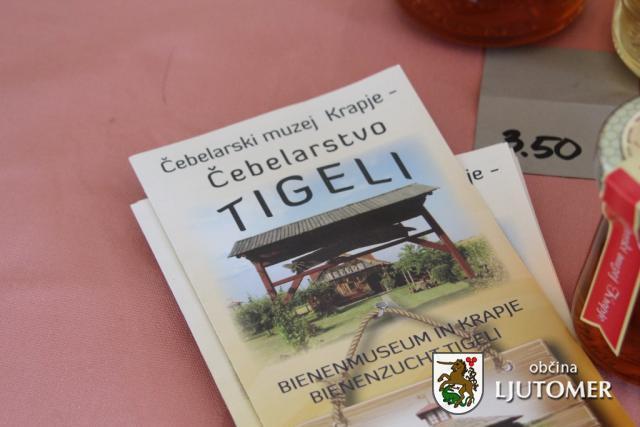 Čebelarski muzej Krapje -
Čebelarstvo
TIGELI
BIENENMUSEUM IN KRAPJE
BIENENZUCHT TIGELI
3.50
občina
LJUTOMER